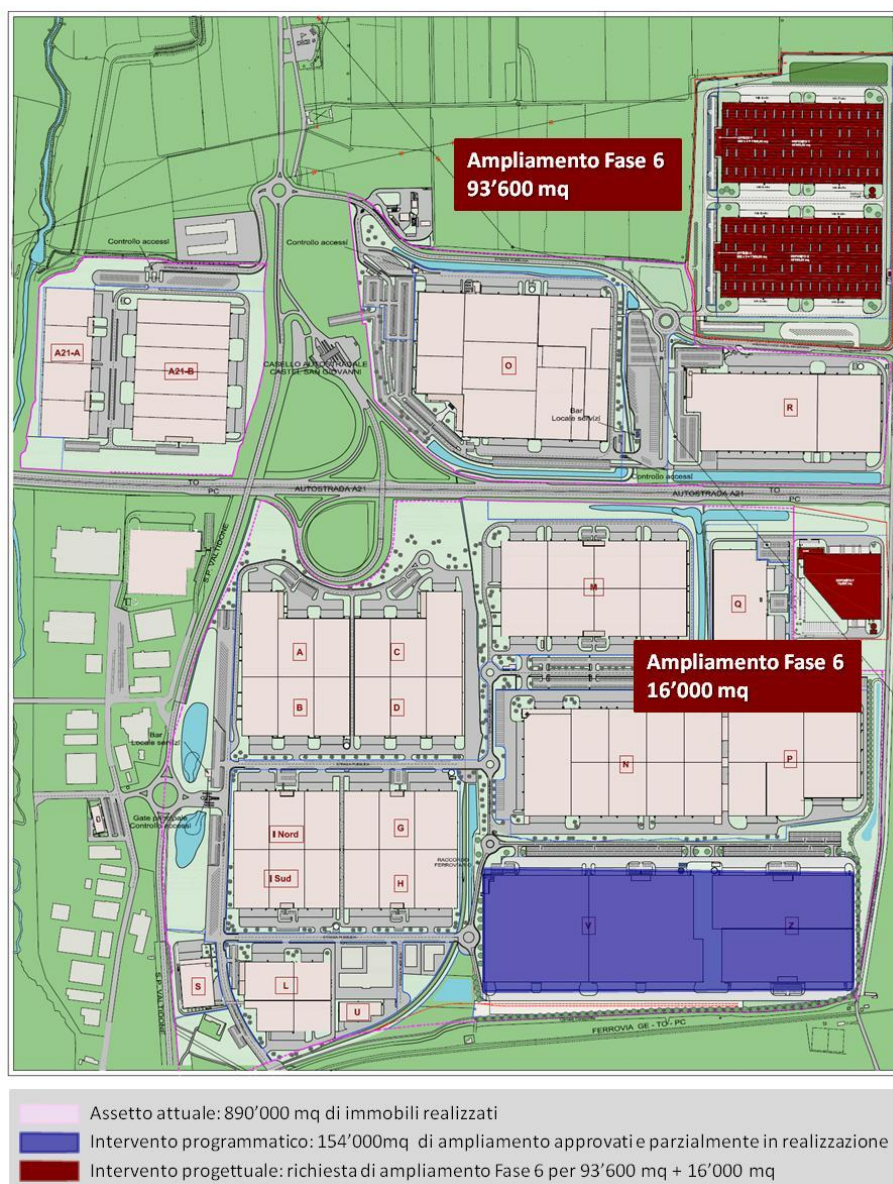 Ampliamento Fase 6
93’600 mq
Controllo accessi
Controllo accessi
A21-A
A21-B
CASELLO AUTOSTRADALE
CASTEL SAN GIOVANNI
O
Bar
Locale servizi
R
Controllo accessi
TO
PC
AUTOSTRADA A21
AUTOSTRADA A21
TO
PC
S.P. VALTIDONE
M
Q
A
C
Ampliamento Fase 6
16’000 mq
B
D
Bar
Locale servizi
N
P
Gate principale
Controllo accessi
I Nord
G
RACCORDO
FERROVIARIO
I Sud
H
V
Z
S
L
U
S.P. VALTIDONE
FERROVIA GE - TO - PC
Assetto attuale: 890’000 mq di immobili realizzati
Intervento programmatico: 154’000mq di ampliamento approvati e parzialmente in realizzazione
Intervento progettuale: richiesta di ampliamento Fase 6 per 93’600 mq + 16’000 mq